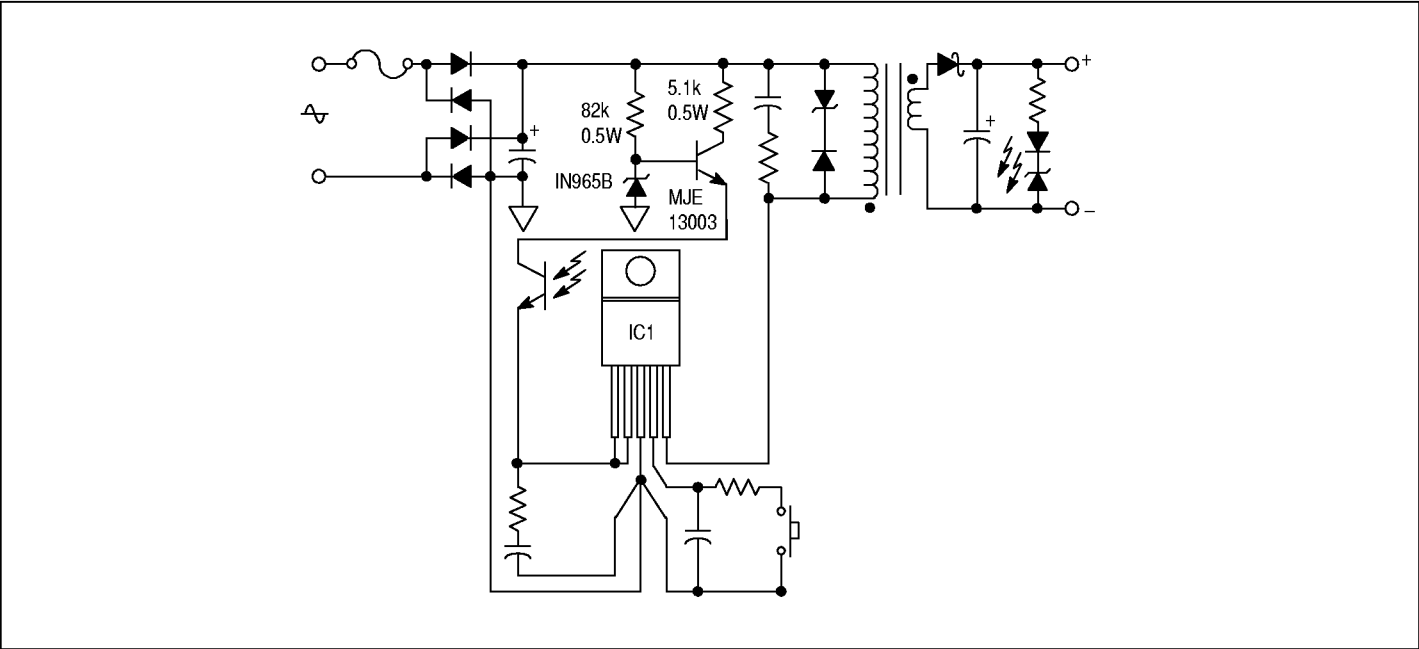 82k
0.5W
5.1k
0.5W
+
+
+
IN965B
MJE
13003
–
IC1